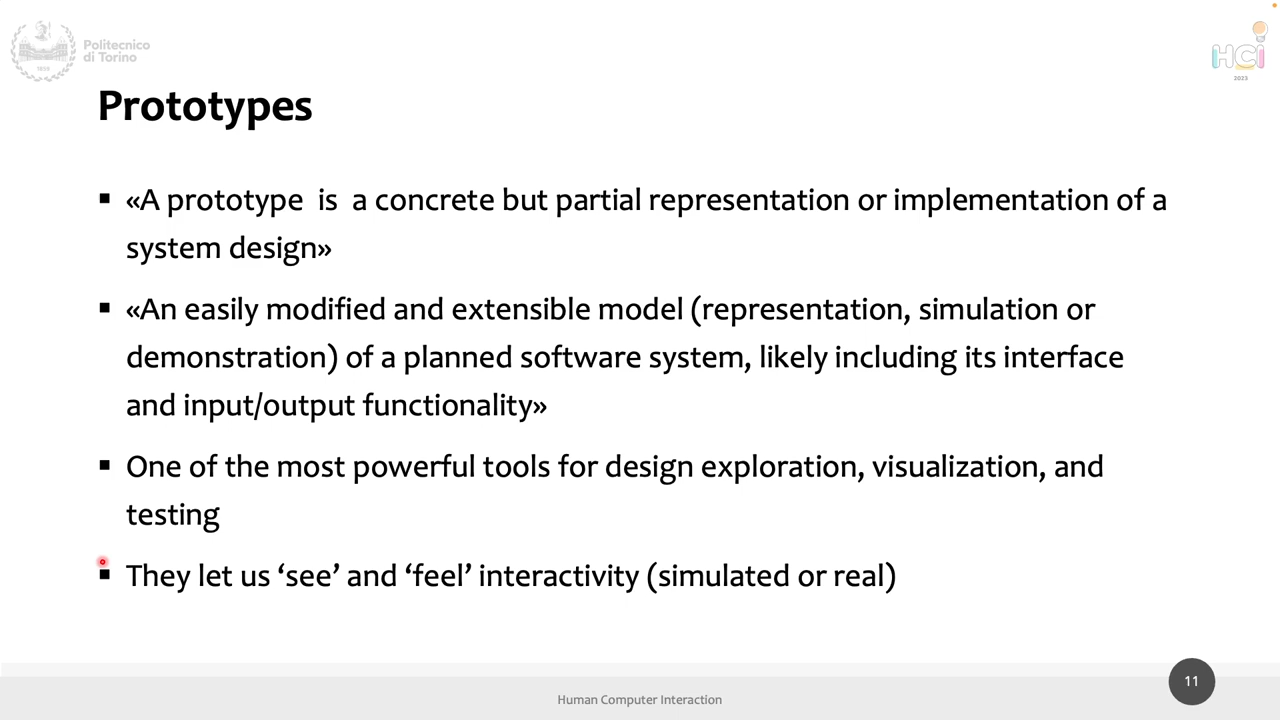 Politecnico
di Torino
1859
HCI
2023
Prototypes
▪ «A prototype is a concrete but partial representation or implementation of a
system design»
▪ «An easily modified and extensible model (representation, simulation or
demonstration) of a planned software system, likely including its interface
and input/output functionality»
▪ One of the most powerful tools for design exploration, visualization, and
testing
▪ They let us ‘see’ and ‘feel’ interactivity (simulated or real)
Human Computer Interaction
11